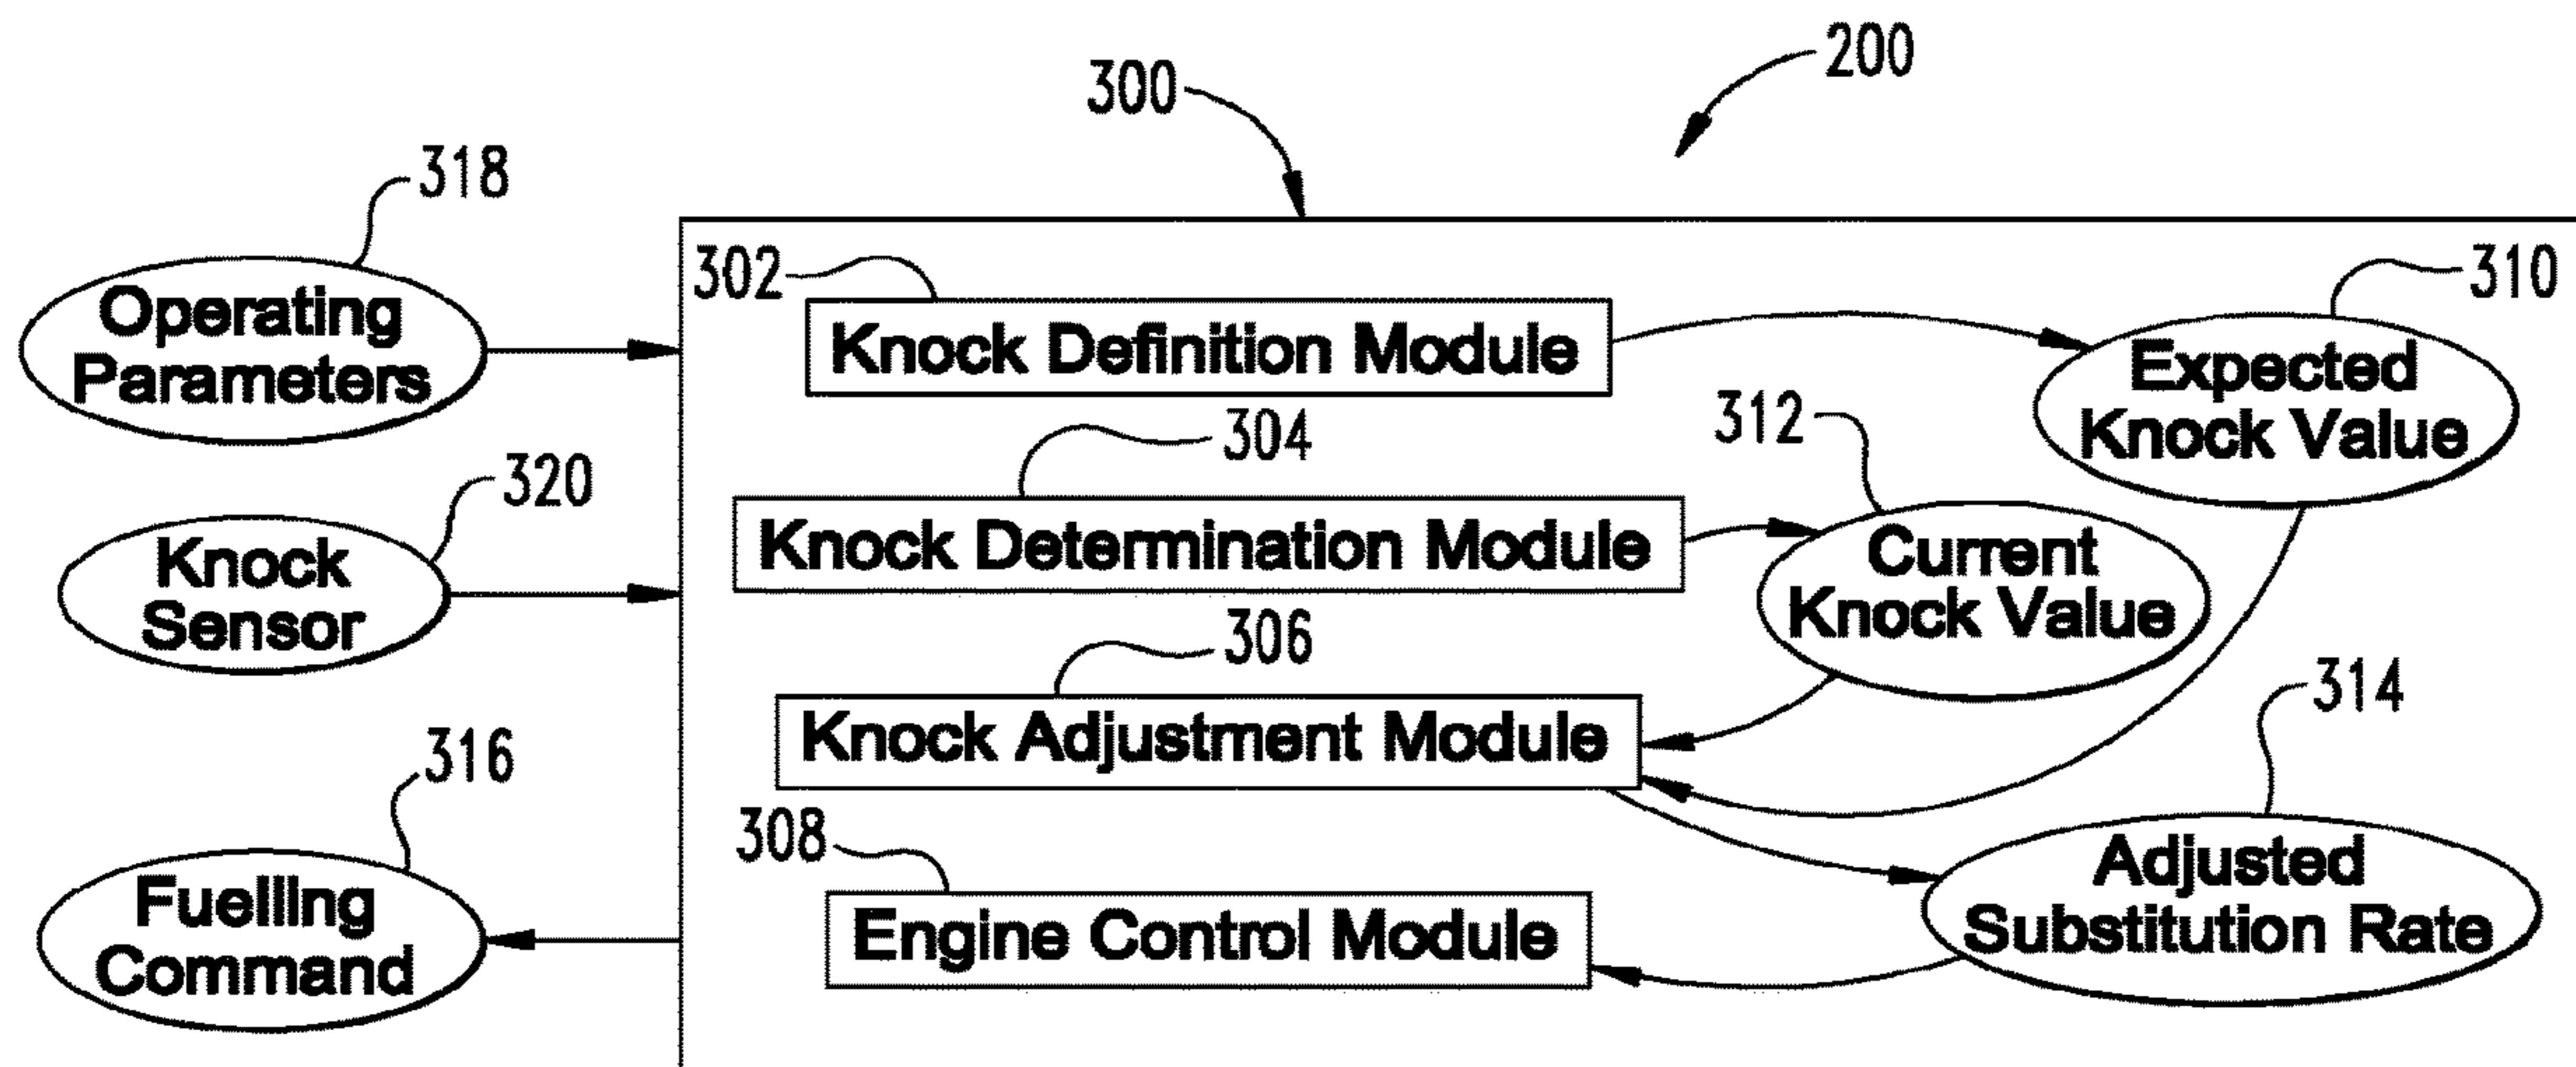 200
300
318
302
310
Operating
Parameters
Knock Definition Module
Expected
Knock Value
312
304
320
Knock Determination Module
Current
Knock Value
Knock
Sensor
306
314
Knock Adjustment Module
316
308
Adjusted
Substitution Rate
Fuelling
Command
Engine Control Module